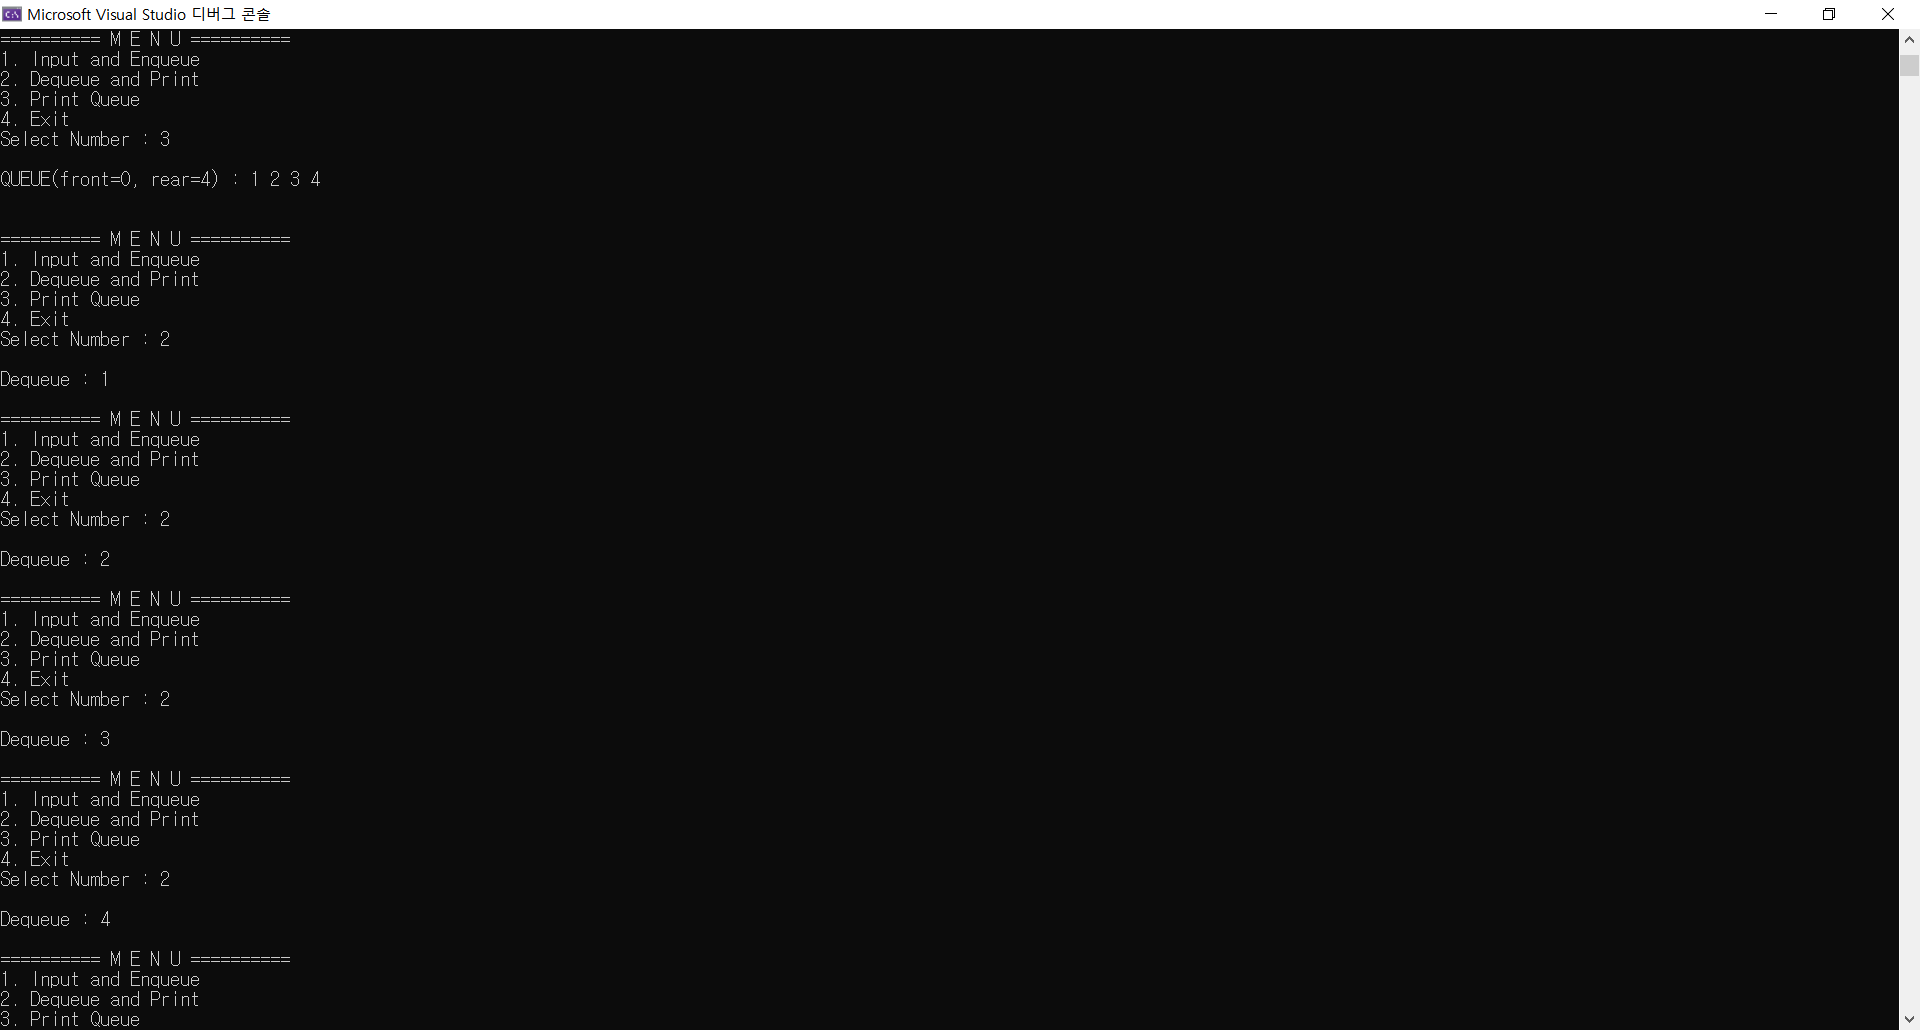 Microsoft Visual Studio 디버그 콘솔
========== M E N U ==========
1. Input and Enqueue
2. Dequeue and Print
3. Print Queue
4. Exit
Select Number : 3
QUEUE(front=0, rear=4) : 1 2 3 4
========== M E N U ==========
1. Input and Enqueue
2. Dequeue and Print
3. Print Queue
4. Exit
Select Number : 2
Dequeue : 1
========== M E N U ==========
1. Input and Enqueue
2. Dequeue and Print
3. Print Queue
4. Exit
Select Number : 2
Dequeue : 2
========== M E N U ==========
1. Input and Enqueue
2. Dequeue and Print
3. Print Queue
4. Exit
Select Number : 2
Dequeue : 3
========== M E N U ==========
1. Input and Enqueue
2. Dequeue and Print
3. Print Queue
4. Exit
Select Number : 2
Dequeue : 4
========== M E N U ==========
1. Input and Enqueue
2. Dequeue and Print
3. Print Queue